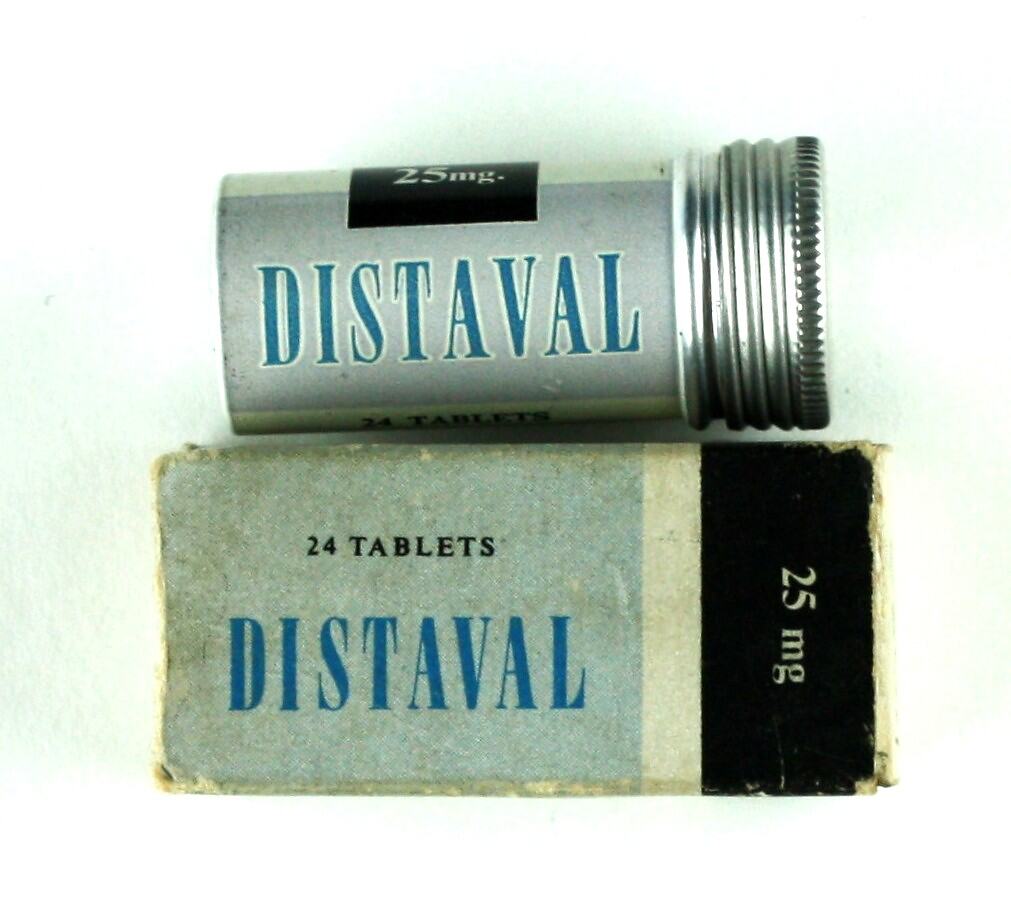 25mg.
DISTAVAL
24 TABLETS
24 TABLETS
DISTAVAL
25 mg